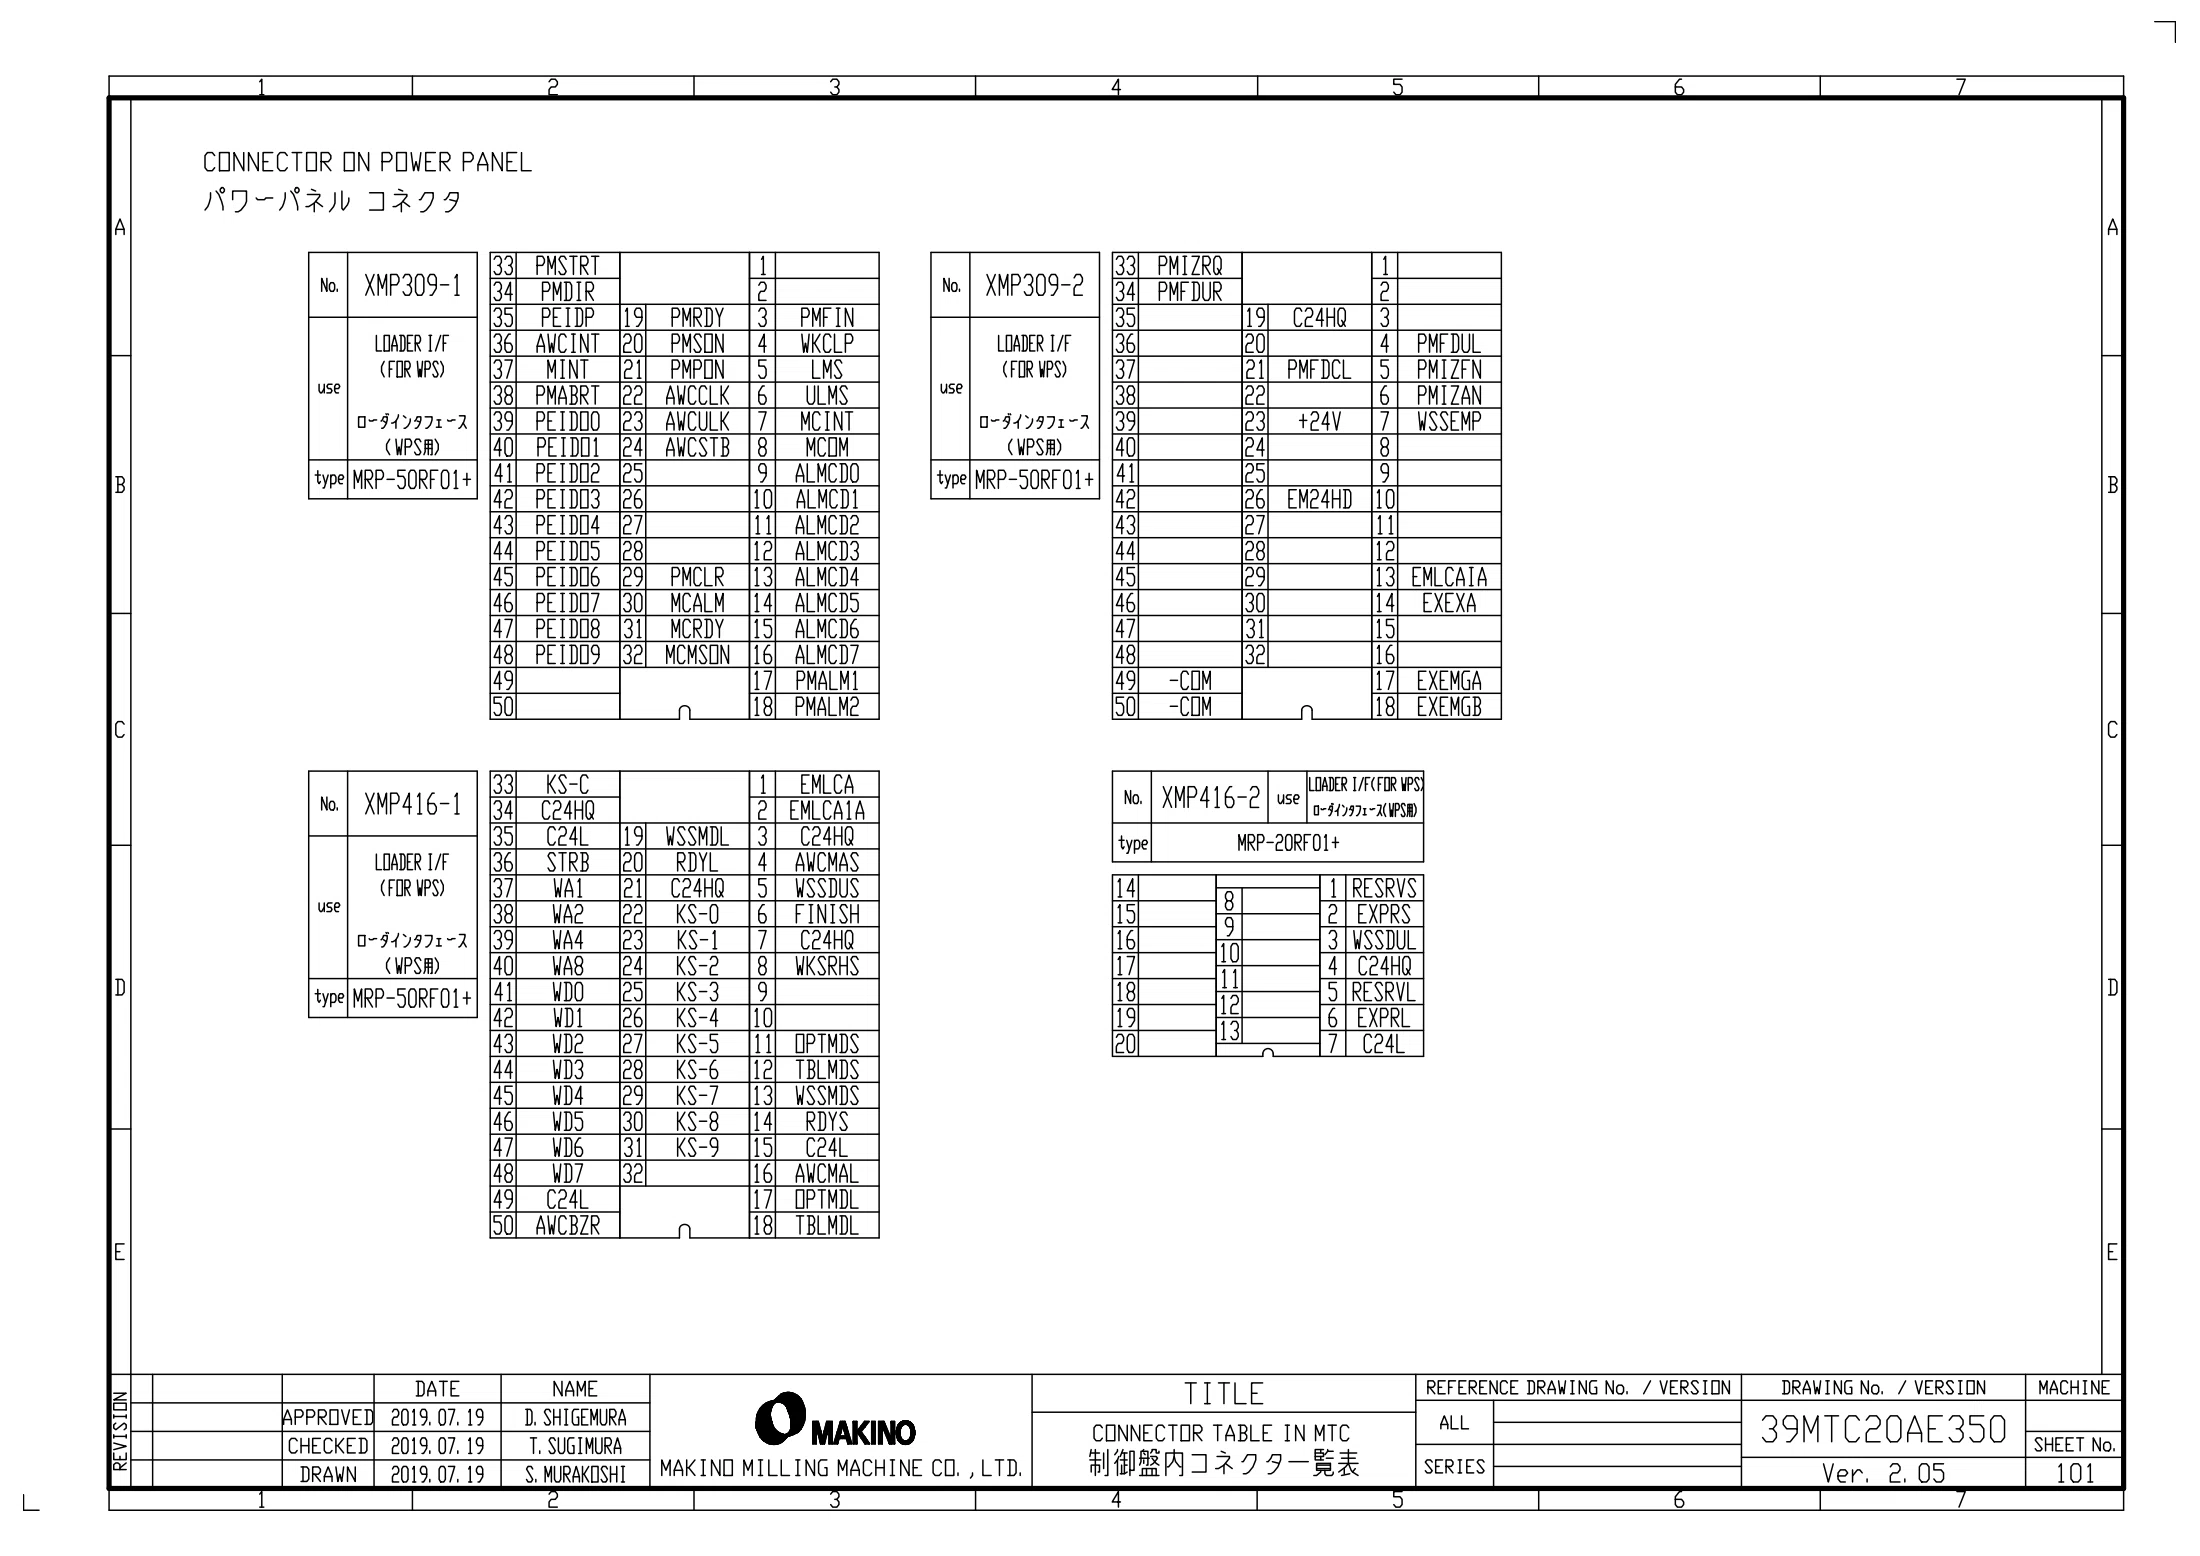 1 2 3 4 5 6 7
CONNECTOR ON POWER PANEL
パワーパネル コネクタ
A A
B B
C C
D D
E E
No. XMP309-1
use LOADER I/F
(FOR WPS)
ローダインタフェース
(WPS用)
type MRP-50RF01+
33 PMSTRT 1
34 PMDIR 2
35 PEIDP 19 PMRDY 3 PMFIN
36 AWCINT 20 PMSON 4 WKCLP
37 MINT 21 PMPON 5 LMS
38 PMABRT 22 AWCCLK 6 ULMS
39 PEIDO0 23 AWCULK 7 MCINT
40 PEIDO1 24 AWCSTB 8 MCOM
41 PEIDO2 25 9 ALMCD0
42 PEIDO3 26 10 ALMCD1
43 PEIDO4 27 11 ALMCD2
44 PEIDO5 28 12 ALMCD3
45 PEIDO6 29 PMCLR 13 ALMCD4
46 PEIDO7 30 MCALM 14 ALMCD5
47 PEIDO8 31 MCRDY 15 ALMCD6
48 PEIDO9 32 MCMSON 16 ALMCD7
49 17 PMALM1
50 18 PMALM2
No. XMP309-2
use LOADER I/F
(FOR WPS)
ローダインタフェース
(WPS用)
type MRP-50RF01+
33 PMIZRQ 1
34 PMFDUR 2
35 19 C24HQ 3
36 20 4 PMFDUL
37 21 PMFDCL 5 PMIZFN
38 22 6 PMIZAN
39 23 +24V 7 WSSEMP
40 24 8
41 25 9
42 26 EM24HD 10
43 27 11
44 28 12
45 29 13 EMLCAIA
46 30 14 EXEXA
47 31 15
48 32 16
49 -COM 17 EXEMGA
50 -COM 18 EXEMGB
No. XMP416-1
use LOADER I/F
(FOR WPS)
ローダインタフェース
(WPS用)
type MRP-50RF01+
33 KS-C 1 EMLCA
34 C24HQ 2 EMLCA1A
35 C24L 19 WSSMDL 3 C24HQ
36 STRB 20 RDYL 4 AWCMAS
37 WA1 21 C24HQ 5 WSSDUS
38 WA2 22 KS-0 6 FINISH
39 WA4 23 KS-1 7 C24HQ
40 WA8 24 KS-2 8 WKSRHS
41 WD0 25 KS-3 9
42 WD1 26 KS-4 10
43 WD2 27 KS-5 11 OPTMDS
44 WD3 28 KS-6 12 TBLMDS
45 WD4 29 KS-7 13 WSSMDS
46 WD5 30 KS-8 14 RDYS
47 WD6 31 KS-9 15 C24L
48 WD7 32 16 AWCMAL
49 C24L 17 OPTMDL
50 AWCBZR 18 TBLMDL
No. XMP416-2 use LOADER I/F(FOR WPS)
ローダインタフェース(WPS用)
type MRP-20RF01+
14 8 1 RESRVS
15 9 2 EXPRS
16 10 3 WSSDUL
17 11 4 C24HQ
18 12 5 RESRVL
19 13 6 EXPRL
20 7 C24L
REVISION
DATE NAME
APPROVED 2019.07.19 D. SHIGEMURA
CHECKED 2019.07.19 T. SUGIMURA
DRAWN 2019.07.19 S. MURAKOSHI
MAKINO
MAKINO MILLING MACHINE CO.,LTD.
TITLE
CONNECTOR TABLE IN MTC
制御盤内コネクタ一覧表
REFERENCE DRAWING No. / VERSION
ALL
SERIES
DRAWING No. / VERSION
39MTC20AE350
Ver. 2.05
MACHINE
SHEET No.
101
1 2 3 4 5 6 7